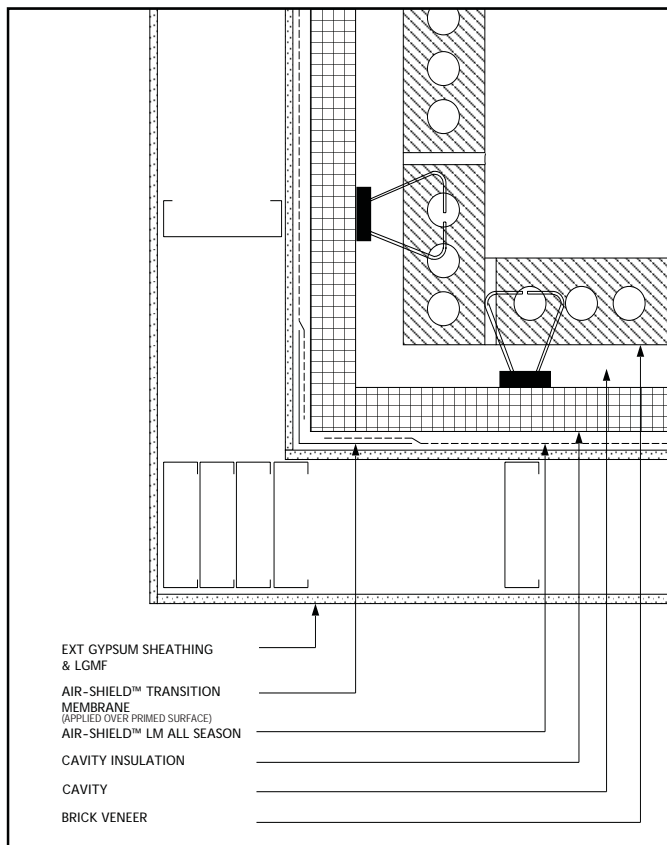 EXT GYPSUM SHEATHING
& LGMF
AIR-SHIELD™ TRANSITION
MEMBRANE
(APPLIED OVER PRIMED SURFACE)
AIR-SHIELD™ LM ALL SEASON
CAVITY INSULATION
CAVITY
BRICK VENEER